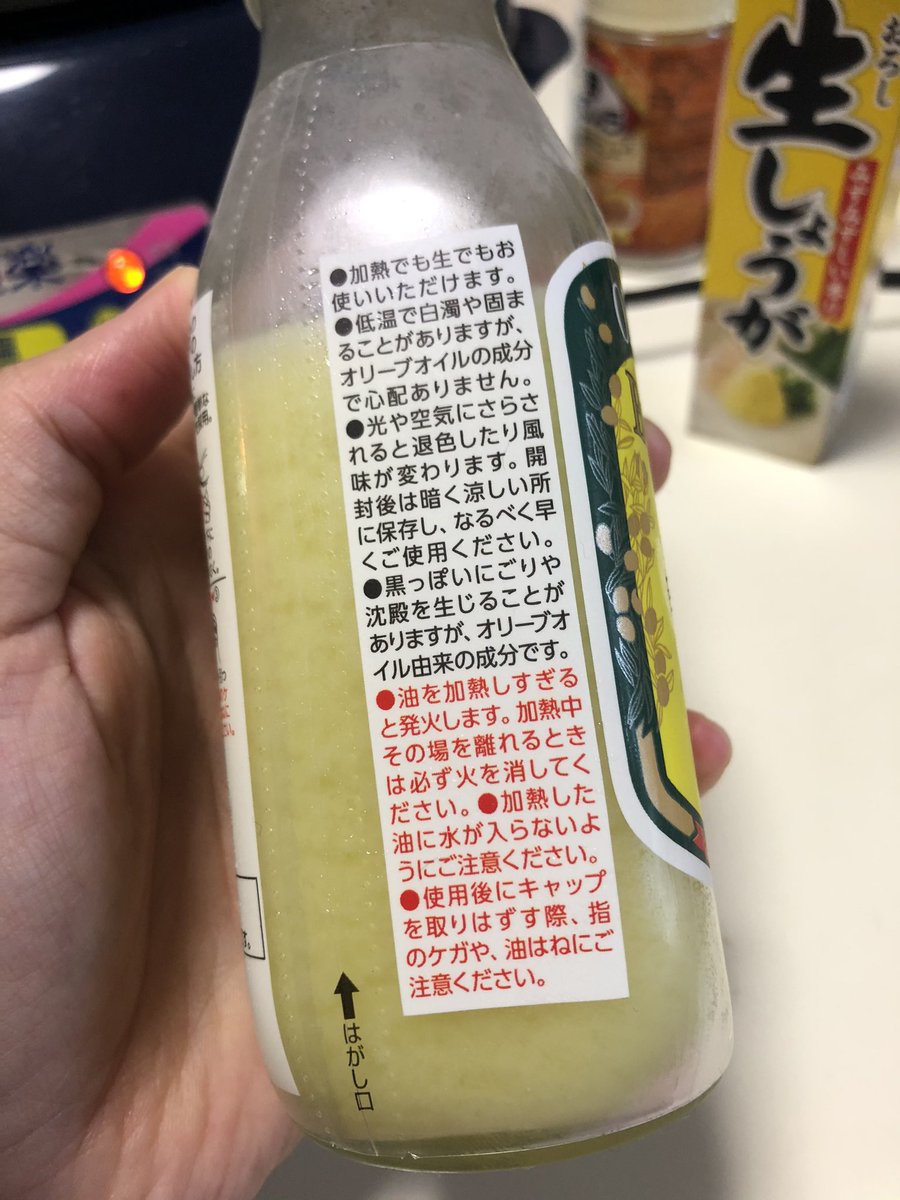 ●加熱でも生でもお
使いいただけます。
●低温で白濁や固ま
ることがありますが、
オリーブオイルの成分
で心配ありません。
●光や空気にさらさ
れると退色したり風
味が変わります。開
封後は暗く涼しい所
に保存し、なるべく早
くご使用ください。
●黒っぽいにごりや
沈殿を生じることが
ありますが、オリーブオ
イル由来の成分です。
●油を加熱しすぎる
と発火します。加熱中
その場を離れるとき
は必ず火を消してく
ださい。●加熱した
油に水が入らないよ
うにご注意ください。
●使用後にキャップ
を取りはずす際、指
のケガや、油はねにご
注意ください。
はがし口
おろし
生しょうが